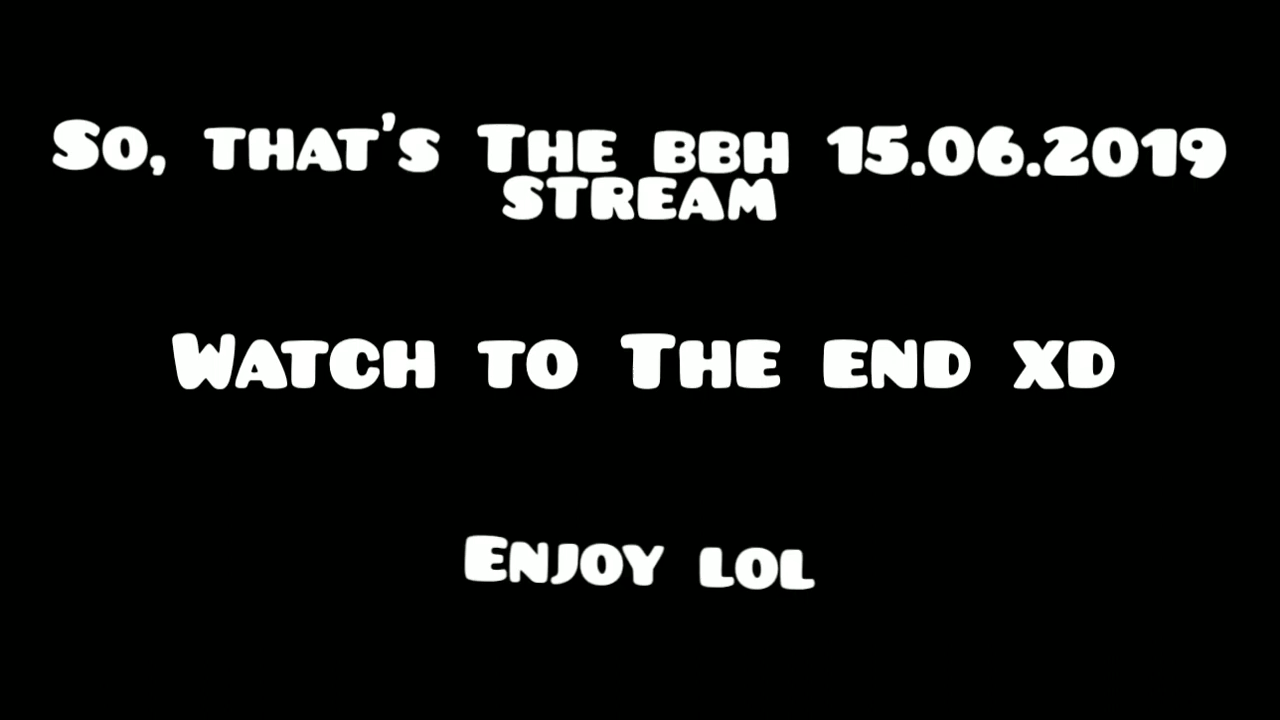 So, that's The bbh 15.06.2019
stream
Watch to The end xd
Enjoy lol